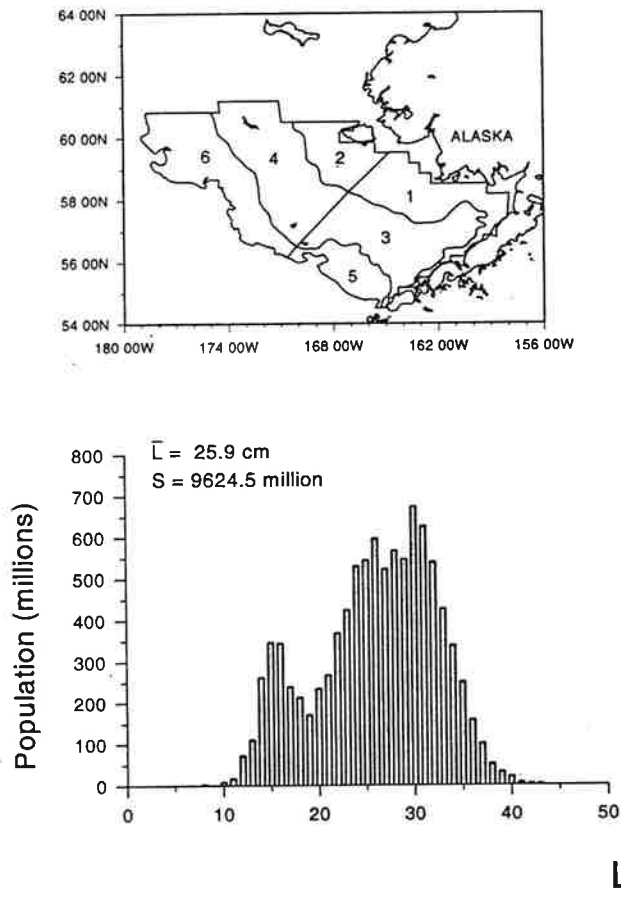 64 00N
62 00N
60 00N
58 00N
56 00N
54 00N
ALASKA
6
4
2
1
3
5
180 00W 174 00W 168 00W 162 00W 156 00W
L̅ = 25.9 cm
S = 9624.5 million
Population (millions)
800
700
600
500
400
300
200
100
0
0 10 20 30 40 50
L